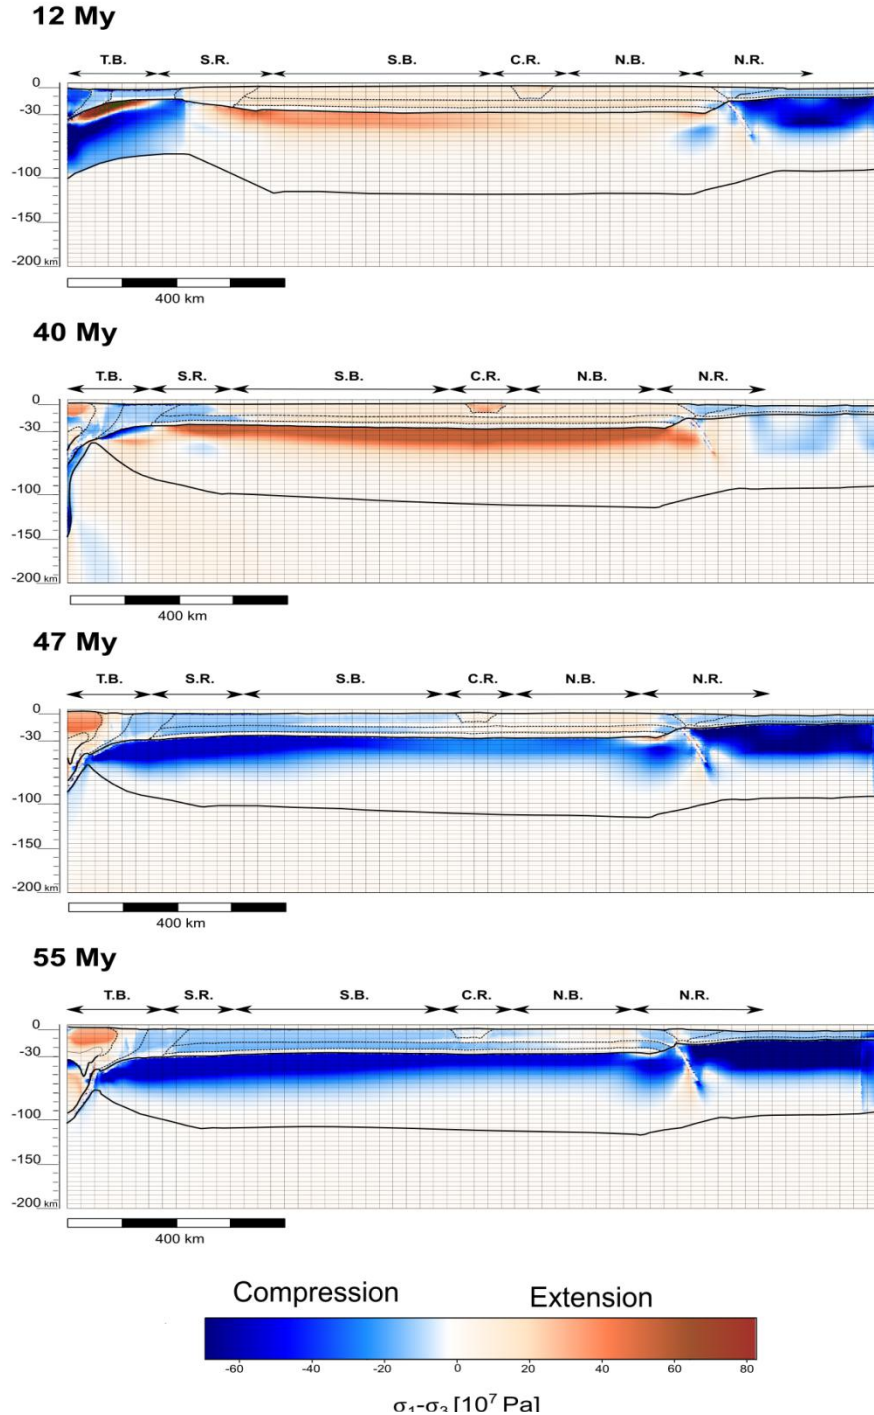 12 My
T.B. S.R. S.B. C.R. N.B. N.R.
0
-30
-100
-150
-200 km
400 km
40 My
T.B. S.R. S.B. C.R. N.B. N.R.
0
-30
-100
-150
-200 km
400 km
47 My
T.B. S.R. S.B. C.R. N.B. N.R.
0
-30
-100
-150
-200 km
400 km
55 My
T.B. S.R. S.B. C.R. N.B. N.R.
0
-30
-100
-150
-200 km
400 km
Compression Extension
-60 -40 -20 0 20 40 60 80
σ₁-σ₃ [10⁷ Pa]